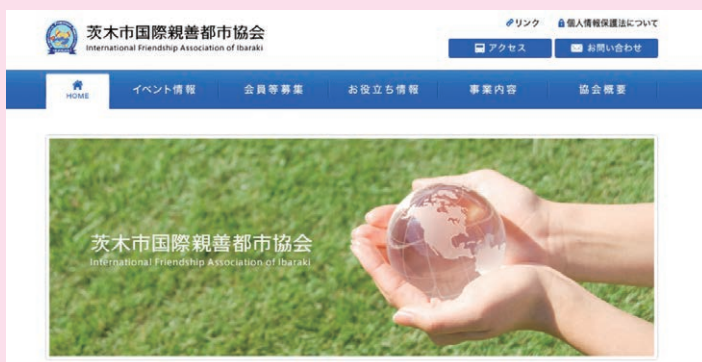 茨木市国際親善都市協会
International Friendship Association of Ibaraki
リンク
個人情報保護法について
アクセス
お問い合わせ
HOME
イベント情報
会員等募集
お役立ち情報
事業内容
協会概要
茨木市国際親善都市協会
International Friendship Association of Ibaraki